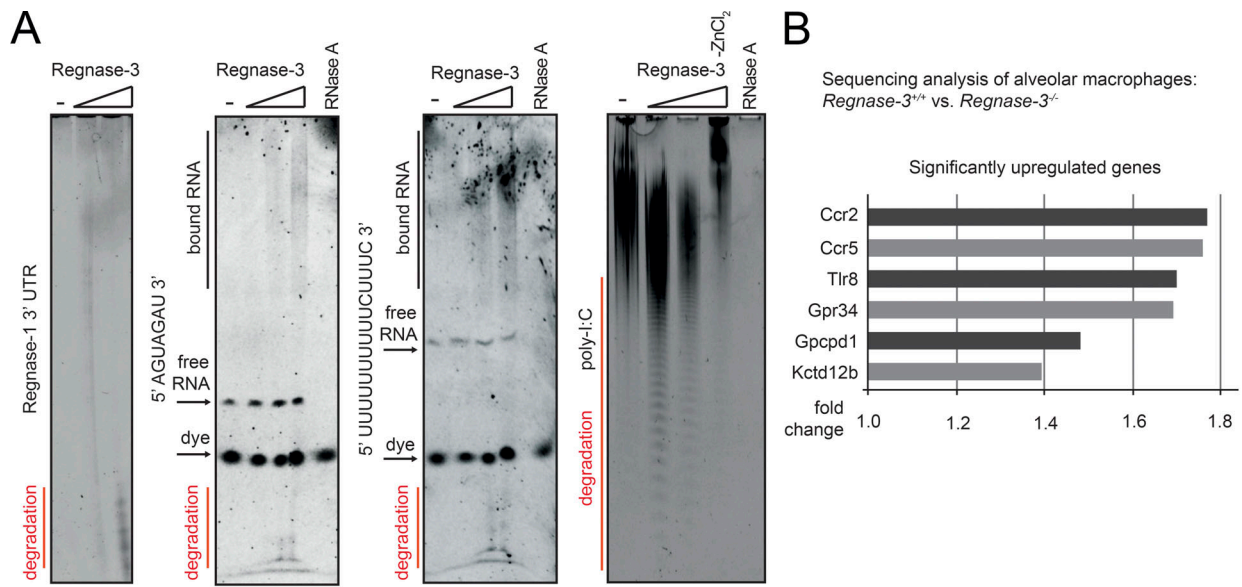 A
Regnase-3
-
Regnase-1 3' UTR
degradation
Regnase-3
RNase A
-
bound RNA
5' AGUAGAU 3'
free
RNA
dye
degradation
Regnase-3
RNase A
-
bound RNA
5' UUUUUUUUUUUCUUUC 3'
free
RNA
dye
degradation
Regnase-3
-ZnCl2
RNase A
-
poly-I:C
degradation
B
Sequencing analysis of alveolar macrophages:
Regnase-3+/+ vs. Regnase-3-/-
Significantly upregulated genes
Ccr2
Ccr5
Tlr8
Gpr34
Gpcpd1
Kctd12b
fold
change
1.0 1.2 1.4 1.6 1.8